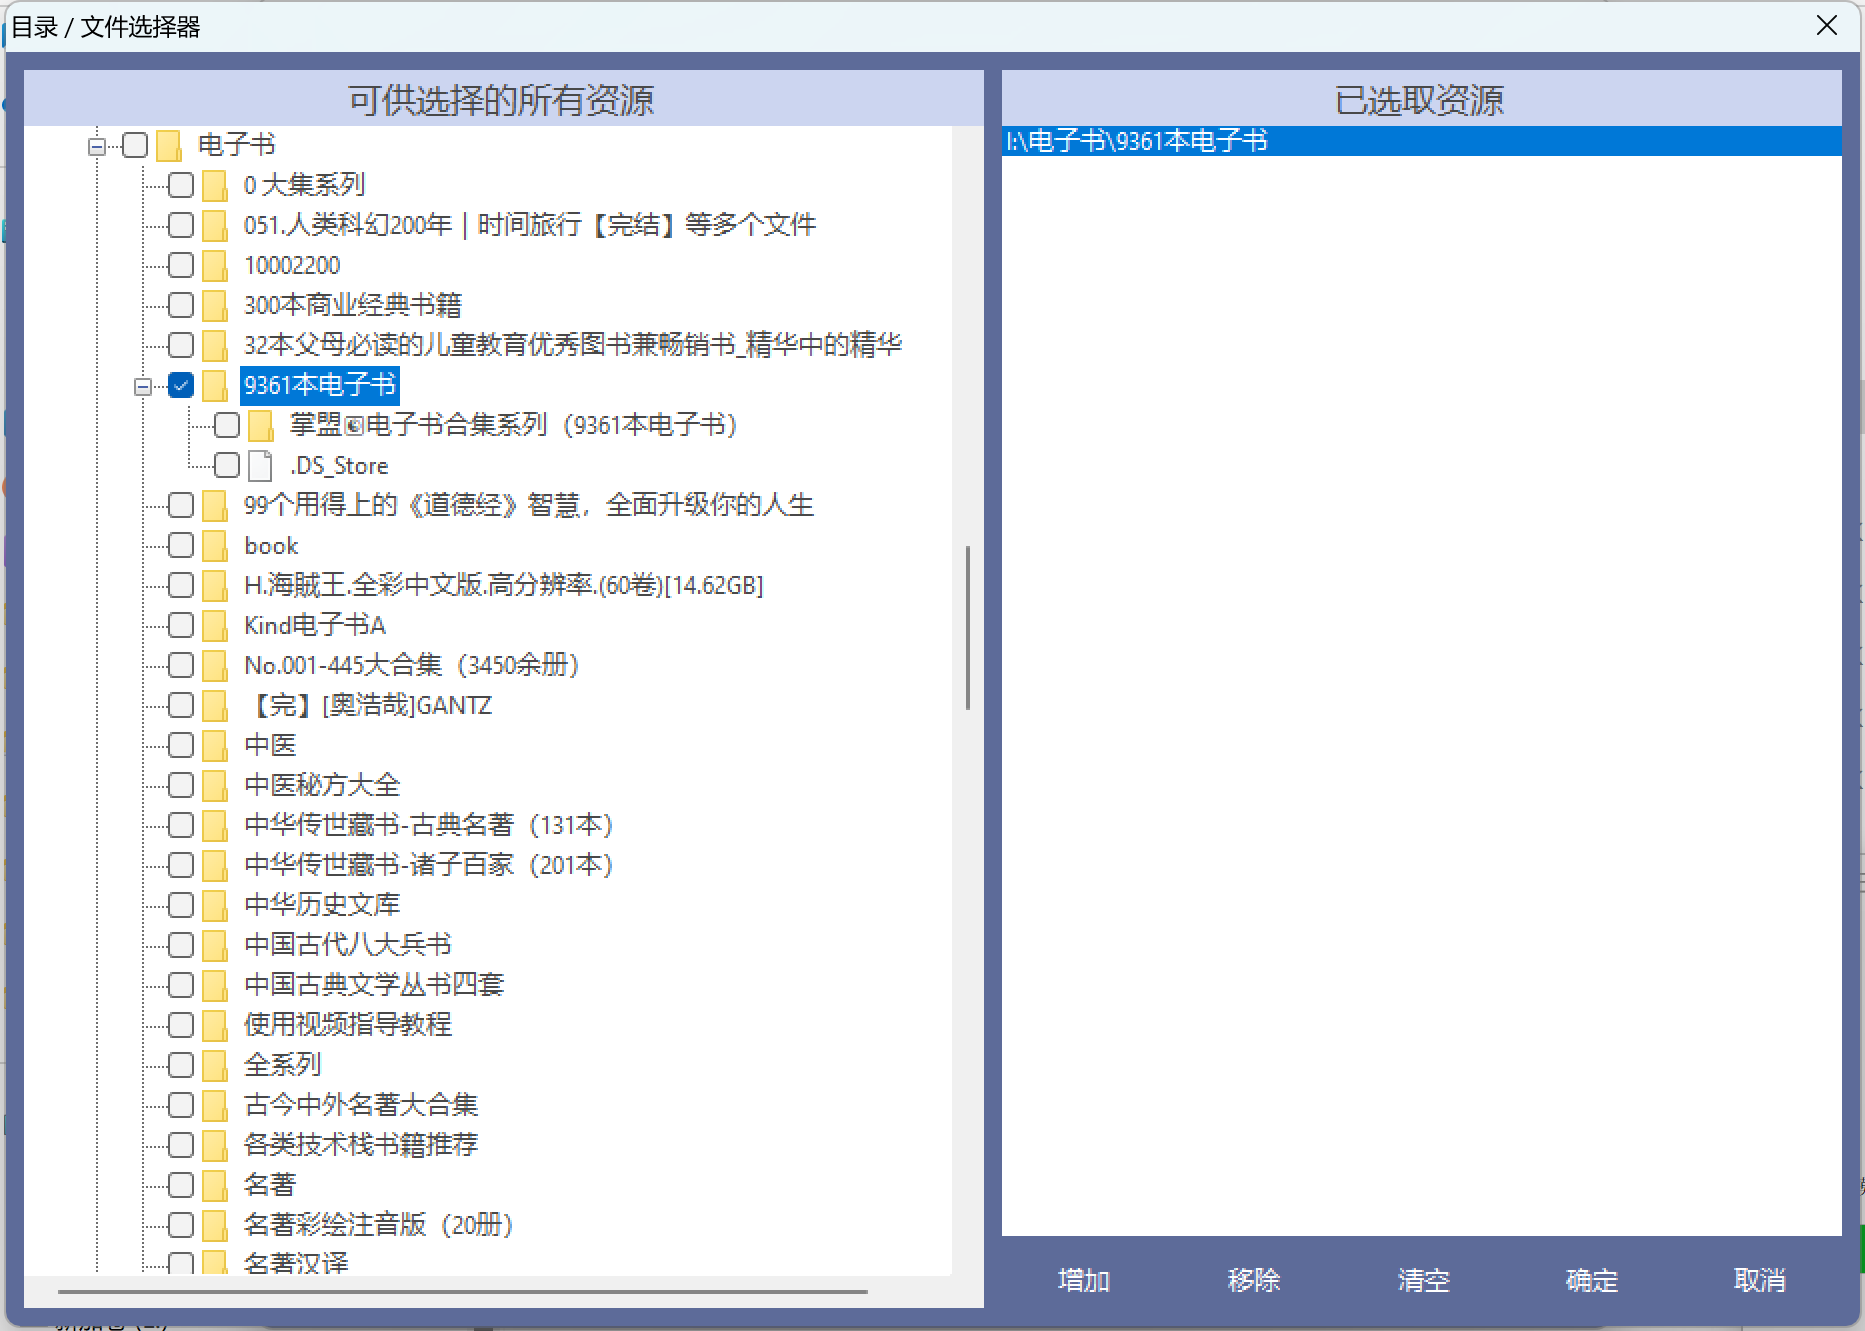 目录 / 文件选择器
可供选择的所有资源
电子书
0 大集系列
051.人类科幻200年｜时间旅行【完结】等多个文件
10002200
300本商业经典书籍
32本父母必读的儿童教育优秀图书兼畅销书_精华中的精华
9361本电子书
掌盟电子书合集系列（9361本电子书）
.DS_Store
99个用得上的《道德经》智慧，全面升级你的人生
book
H.海贼王.全彩中文版.高分辨率.(60卷)[14.62GB]
Kind电子书A
No.001-445大合集（3450余册）
【完】[奥浩哉]GANTZ
中医
中医秘方大全
中华传世藏书-古典名著（131本）
中华传世藏书-诸子百家（201本）
中华历史文库
中国古代八大兵书
中国古典文学丛书四套
使用视频指导教程
全系列
古今中外名著大合集
各类技术栈书籍推荐
名著
名著彩绘注音版（20册）
名著汉译
已选取资源
I:\电子书\9361本电子书
增加 移除 清空 确定 取消